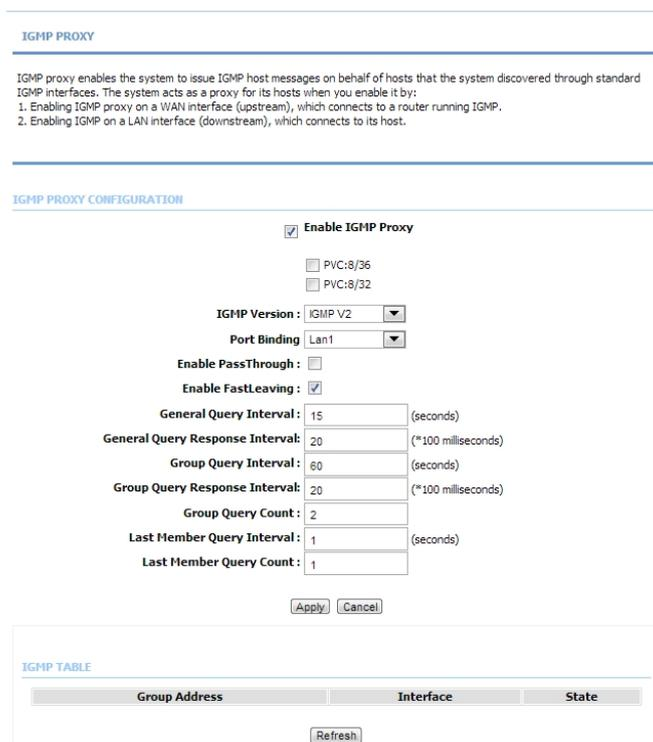 IGMP PROXY
IGMP proxy enables the system to issue IGMP host messages on behalf of hosts that the system discovered through standard
IGMP interfaces. The system acts as a proxy for its hosts when you enable it by:
1. Enabling IGMP proxy on a WAN interface (upstream), which connects to a router running IGMP.
2. Enabling IGMP on a LAN interface (downstream), which connects to its host.
IGMP PROXY CONFIGURATION
Enable IGMP Proxy
PVC:8/36
PVC:8/32
IGMP Version : IGMP V2
Port Binding Lan1
Enable PassThrough :
Enable FastLeaving :
General Query Interval : 15 (seconds)
General Query Response Interval: 20 (*100 milliseconds)
Group Query Interval : 60 (seconds)
Group Query Response Interval: 20 (*100 milliseconds)
Group Query Count : 2
Last Member Query Interval : 1 (seconds)
Last Member Query Count : 1
Apply Cancel
IGMP TABLE
Group Address Interface State
Refresh